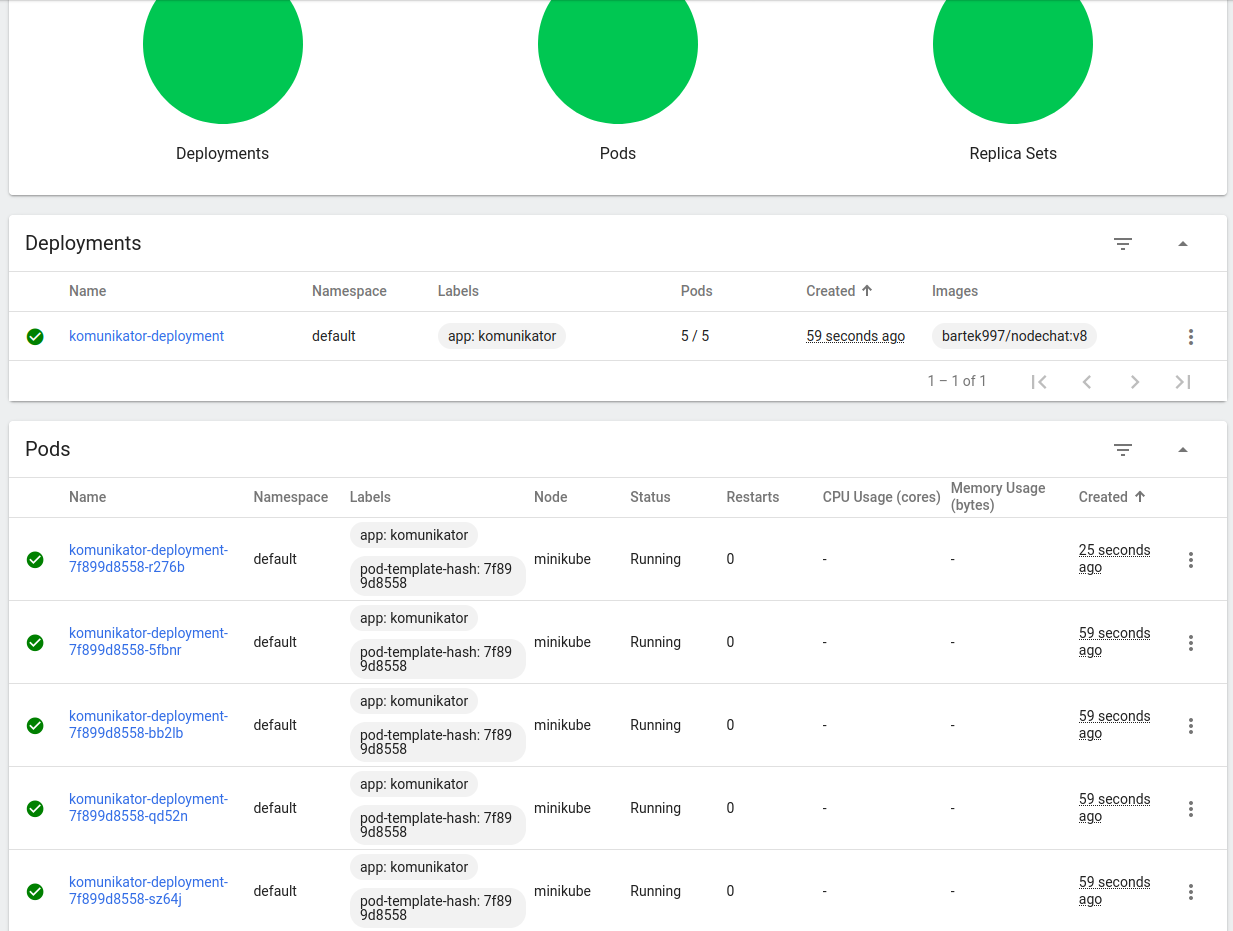 Deployments Pods Replica Sets
Deployments
Name Namespace Labels Pods Created Images
komunikator-deployment default app: komunikator 5 / 5 59 seconds ago bartek997/nodechat:v8
1 – 1 of 1
Pods
Name Namespace Labels Node Status Restarts CPU Usage (cores) Memory Usage (bytes) Created
komunikator-deployment-7f899d8558-r276b default app: komunikator pod-template-hash: 7f899d8558 minikube Running 0 - - 25 seconds ago
komunikator-deployment-7f899d8558-5fbnr default app: komunikator pod-template-hash: 7f899d8558 minikube Running 0 - - 59 seconds ago
komunikator-deployment-7f899d8558-bb2lb default app: komunikator pod-template-hash: 7f899d8558 minikube Running 0 - - 59 seconds ago
komunikator-deployment-7f899d8558-qd52n default app: komunikator pod-template-hash: 7f899d8558 minikube Running 0 - - 59 seconds ago
komunikator-deployment-7f899d8558-sz64j default app: komunikator pod-template-hash: 7f899d8558 minikube Running 0 - - 59 seconds ago